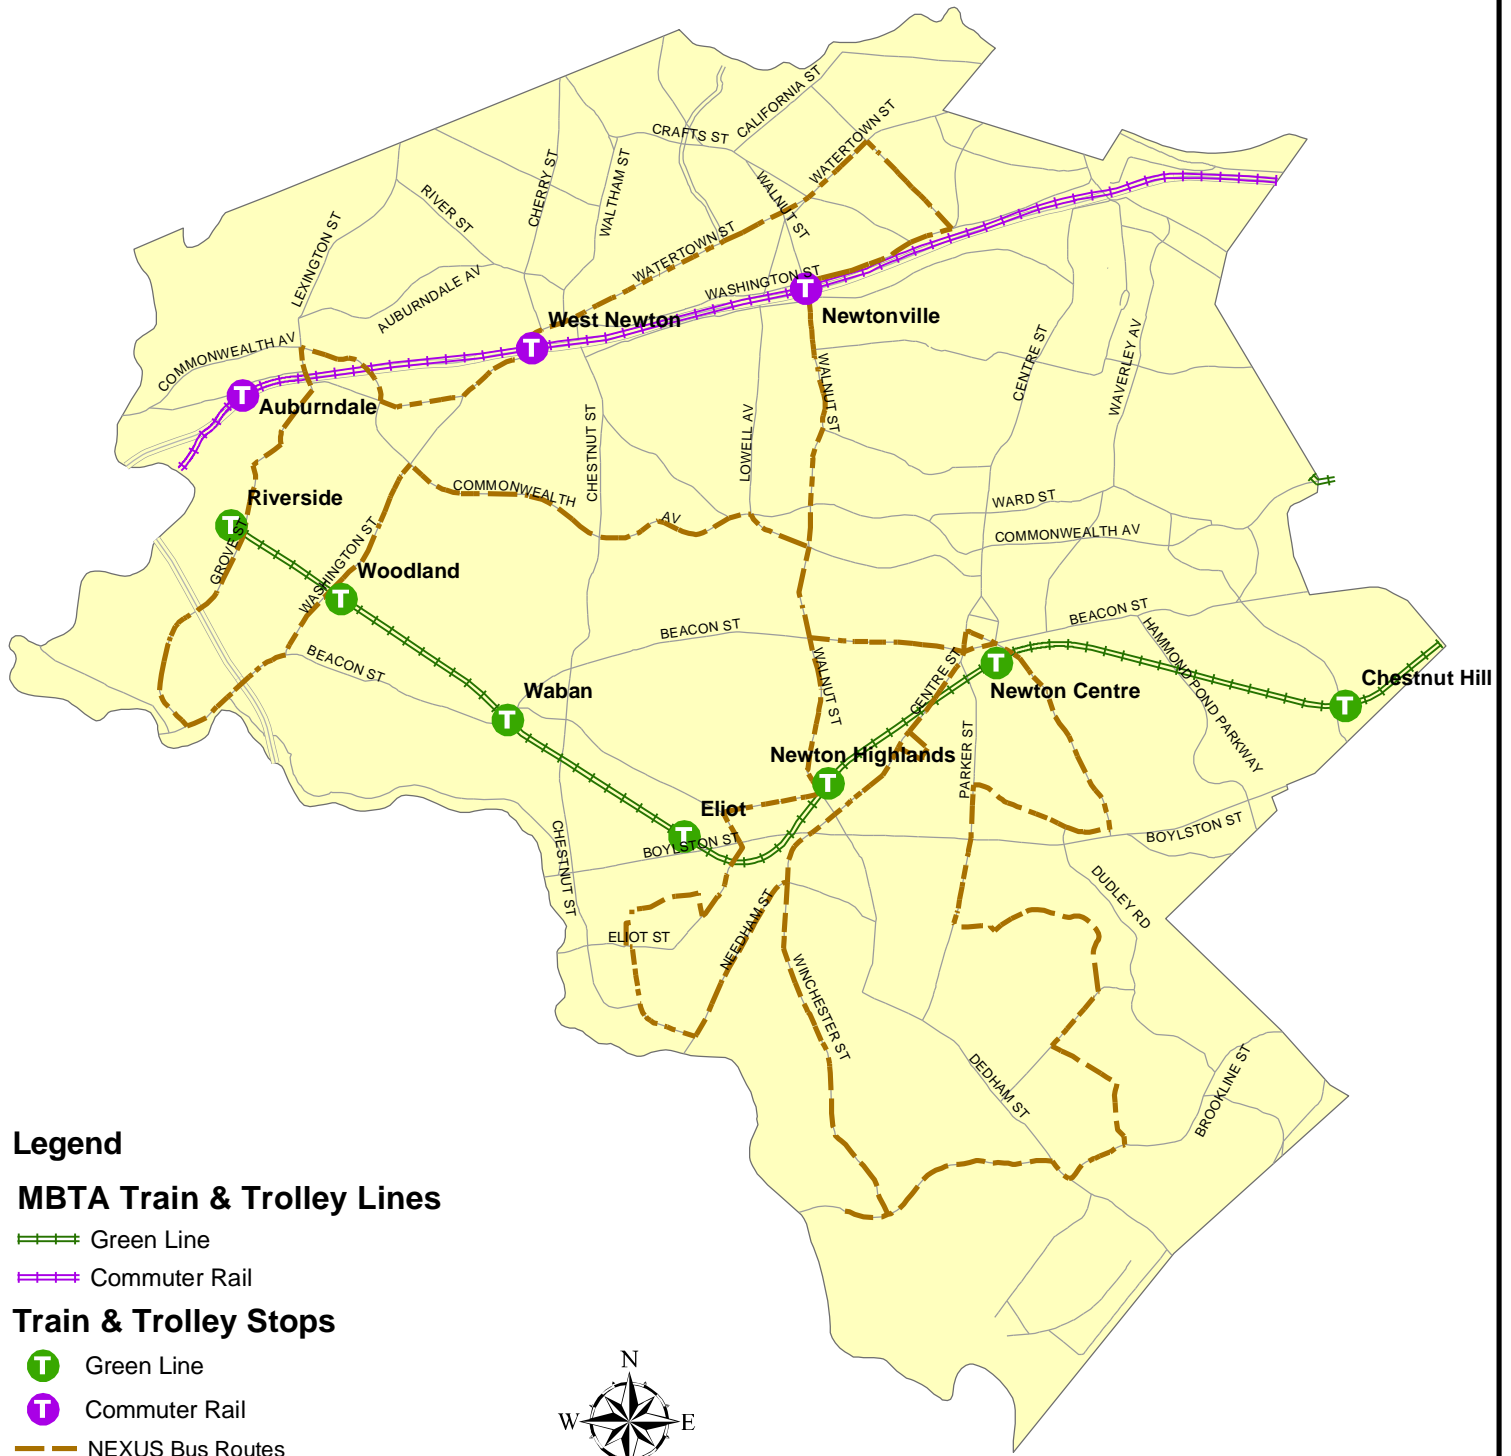 CALIFORNIA ST
CRAFTS ST
WATERTOWN ST
CHERRY ST
WALTHAM ST
WALNUT ST
RIVER ST
LEXINGTON ST
WATERTOWN ST
AUBURNDALE AV
WASHINGTON ST
West Newton
Newtonville
COMMONWEALTH AV
CENTRE ST
WAVERLEY AV
WALNUT ST
Auburndale
CHESTNUT ST
LOWELL AV
COMMONWEALTH
AV
Riverside
WARD ST
COMMONWEALTH AV
GROVE ST
WASHINGTON ST
Woodland
BEACON ST
BEACON ST
BEACON ST
HAMMOND POND PARKWAY
WALNUT ST
CENTRE ST
Waban
Newton Centre
Chestnut Hill
PARKER ST
Newton Highlands
Eliot
BOYLSTON ST
BOYLSTON ST
CHESTNUT ST
DUDLEY RD
ELIOT ST
NEEDHAM ST
WINCHESTER ST
DEDHAM ST
BROOKLINE ST
T
T
T
T
T
T
T
T
T
T
Legend
MBTA Train & Trolley Lines
Green Line
Commuter Rail
Train & Trolley Stops
T Green Line
T Commuter Rail
NEXUS Bus Routes
N
W E